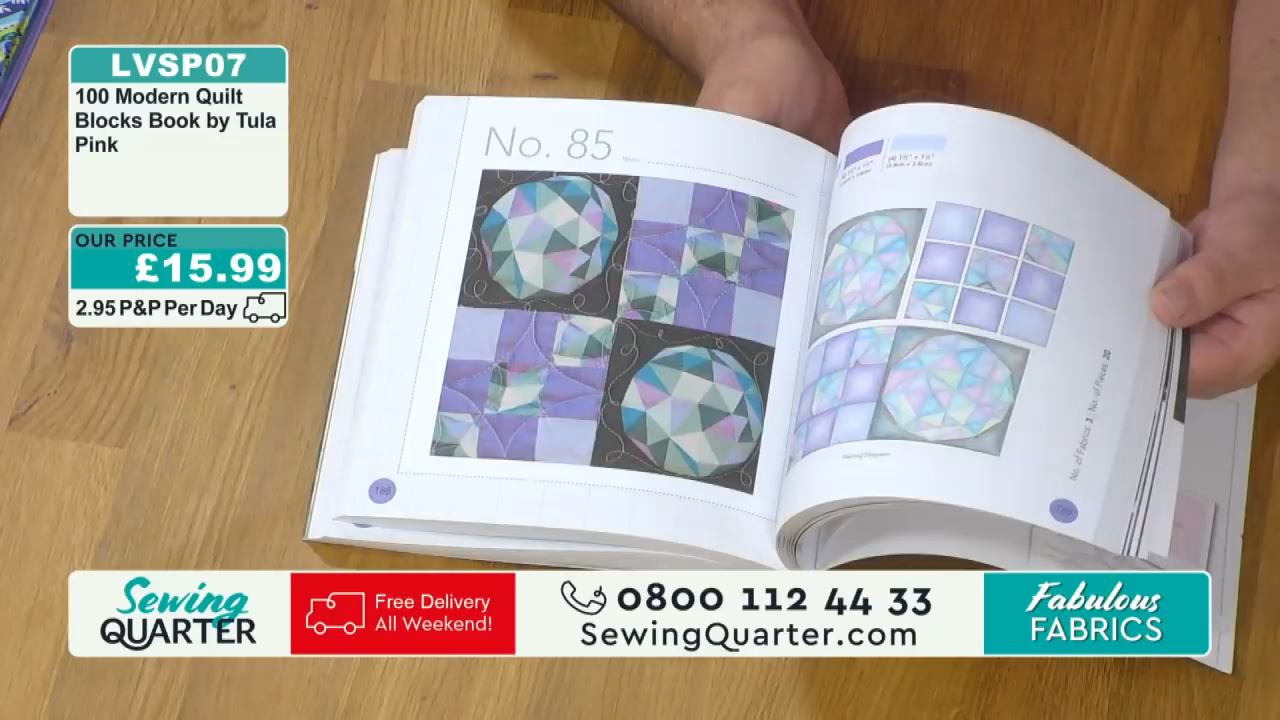 LVSP07
100 Modern Quilt
Blocks Book by Tula
Pink
OUR PRICE
£15.99
2.95 P&P Per Day
No. 85
188
No. of Fabrics: 3 | No. of Pieces: 20
189
Sewing
QUARTER
Free Delivery
All Weekend!
0800 112 44 33
SewingQuarter.com
Fabulous
FABRICS